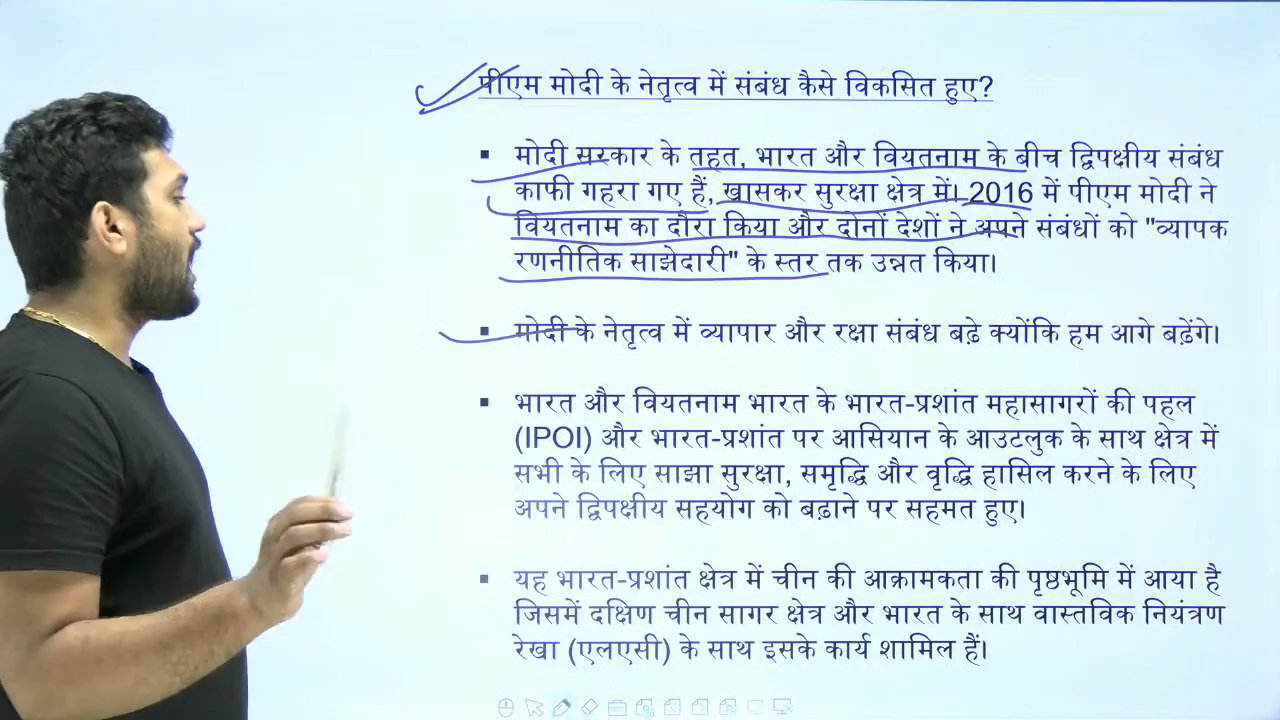 पीएम मोदी के नेतृत्व में संबंध कैसे विकसित हुए?
▪ मोदी सरकार के तहत, भारत और वियतनाम के बीच द्विपक्षीय संबंध
काफी गहरा गए हैं, खासकर सुरक्षा क्षेत्र में। 2016 में पीएम मोदी ने
वियतनाम का दौरा किया और दोनों देशों ने अपने संबंधों को "व्यापक
रणनीतिक साझेदारी" के स्तर तक उन्नत किया।
▪ मोदी के नेतृत्व में व्यापार और रक्षा संबंध बढ़े क्योंकि हम आगे बढ़ेंगे।
▪ भारत और वियतनाम भारत के भारत-प्रशांत महासागरों की पहल
(IPOI) और भारत-प्रशांत पर आसियान के आउटलुक के साथ क्षेत्र में
सभी के लिए साझा सुरक्षा, समृद्धि और वृद्धि हासिल करने के लिए
अपने द्विपक्षीय सहयोग को बढ़ाने पर सहमत हुए।
▪ यह भारत-प्रशांत क्षेत्र में चीन की आक्रामकता की पृष्ठभूमि में आया है
जिसमें दक्षिण चीन सागर क्षेत्र और भारत के साथ वास्तविक नियंत्रण
रेखा (एलएसी) के साथ इसके कार्य शामिल हैं।